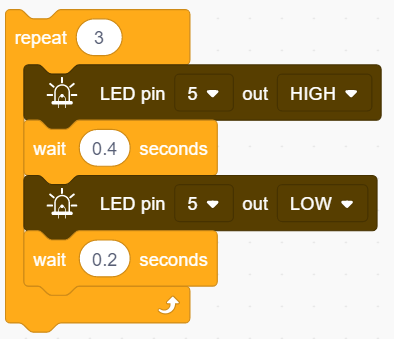 repeat 3
LED pin 5 out HIGH
wait 0.4 seconds
LED pin 5 out LOW
wait 0.2 seconds